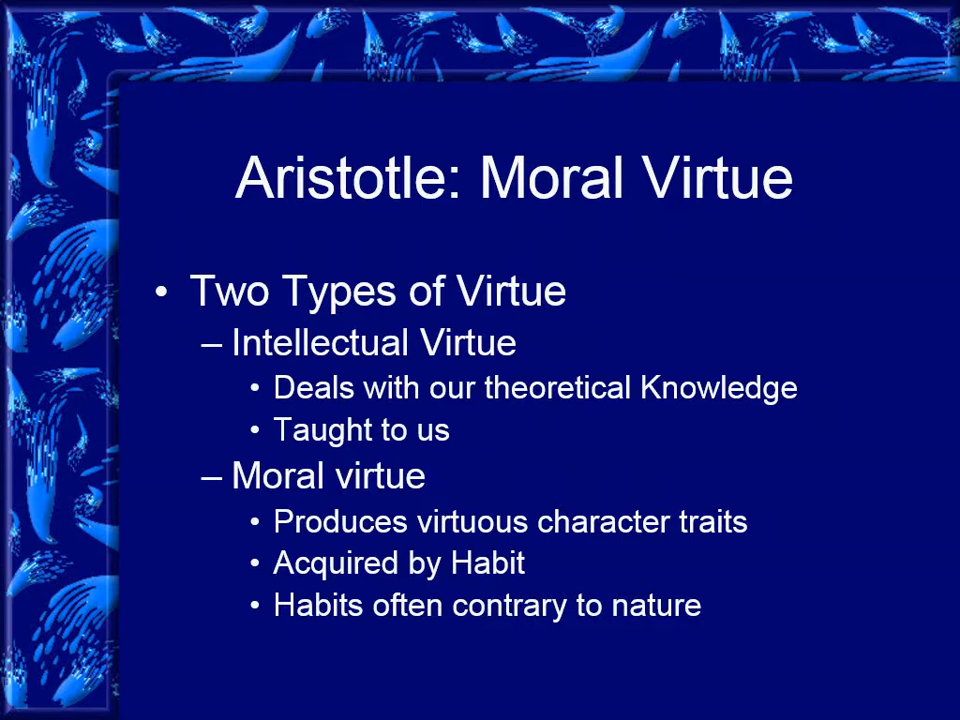 Aristotle: Moral Virtue
• Two Types of Virtue
– Intellectual Virtue
• Deals with our theoretical Knowledge
• Taught to us
– Moral virtue
• Produces virtuous character traits
• Acquired by Habit
• Habits often contrary to nature